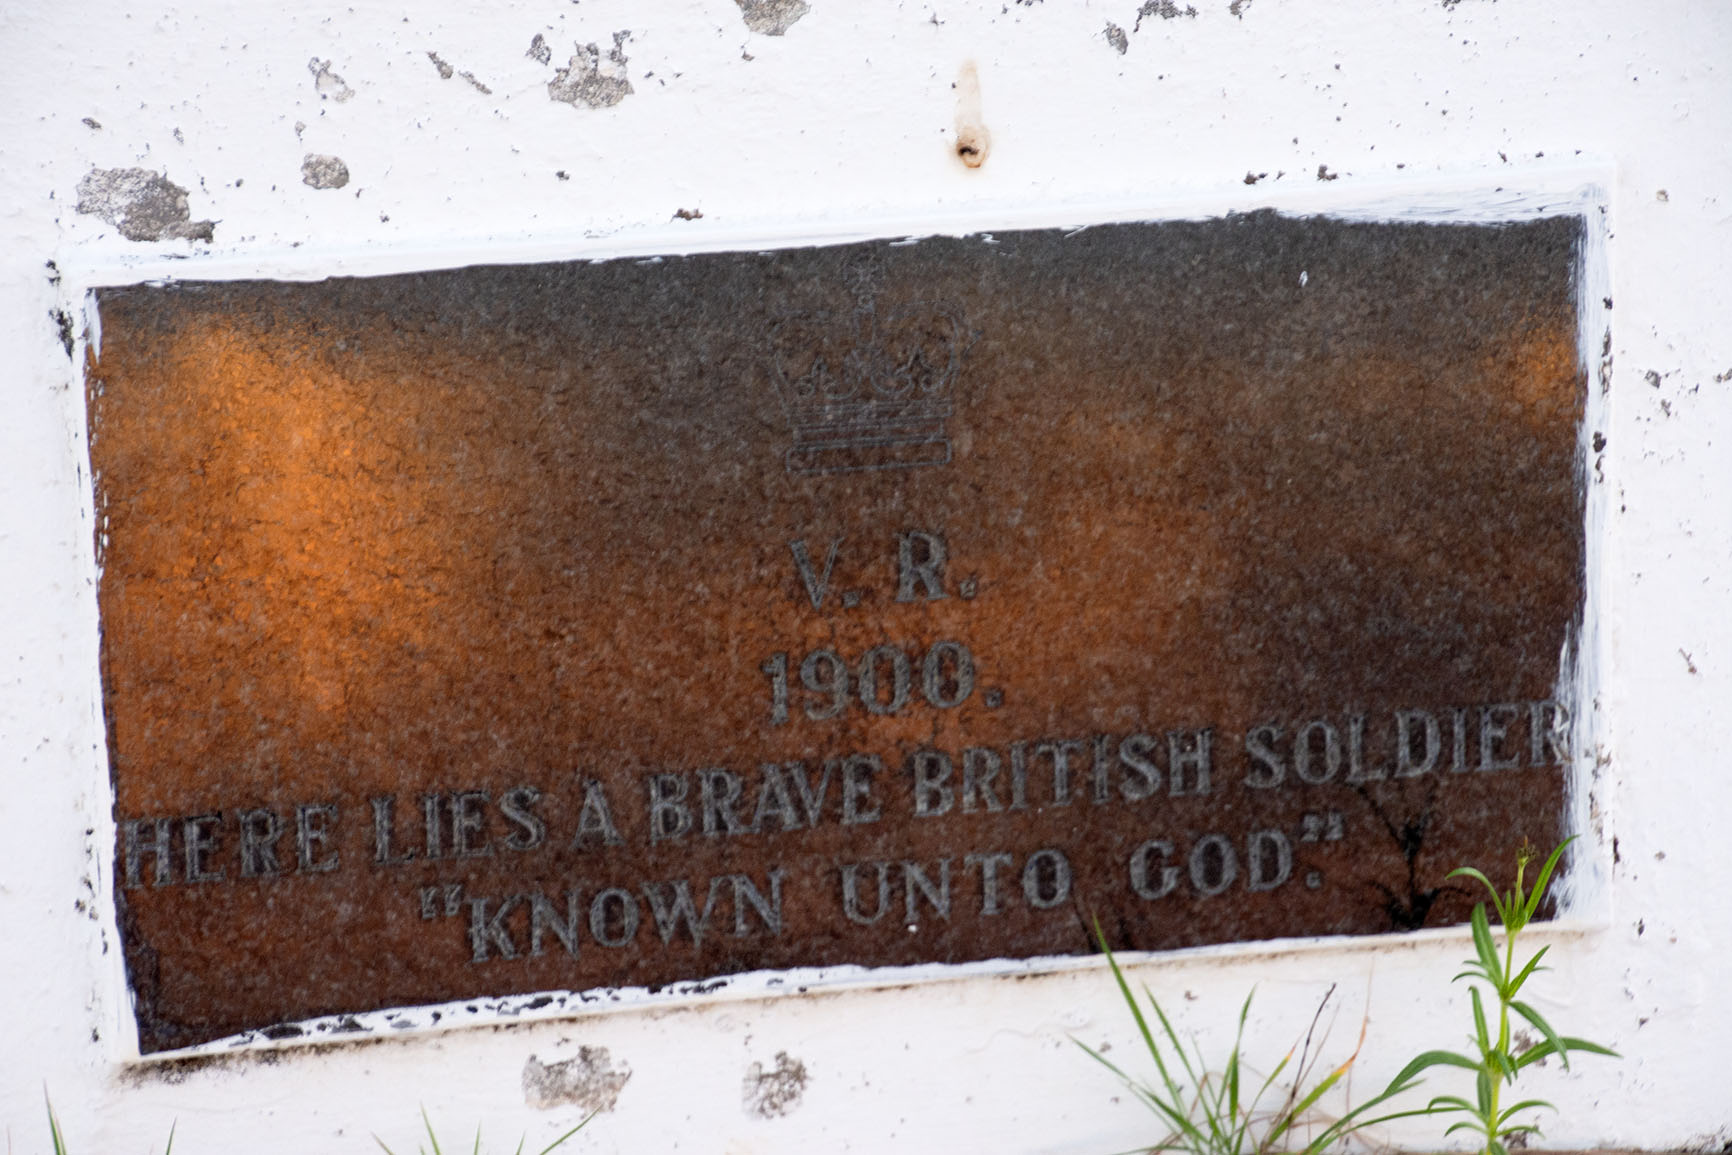 V. R.
1900.
HERE LIES A BRAVE BRITISH SOLDIER
"KNOWN UNTO GOD."